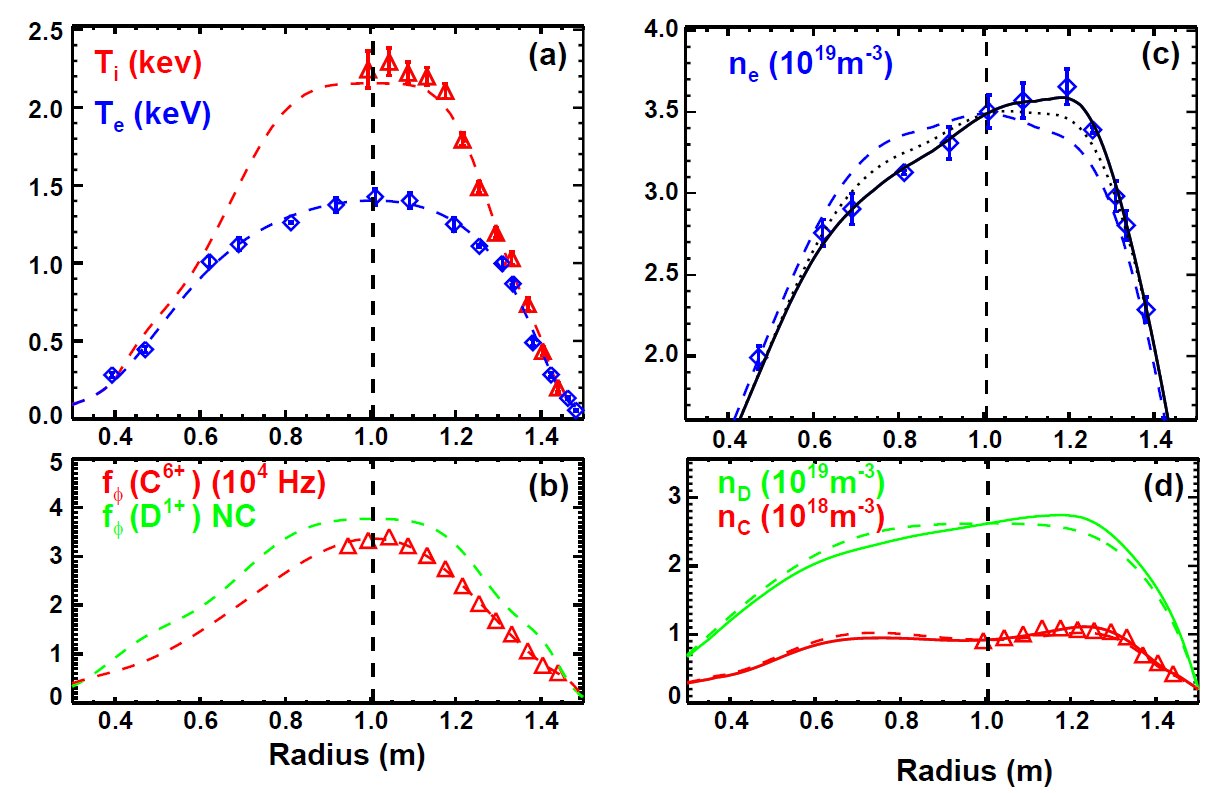 (a)
T_i (kev)
T_e (keV)
2.5
2.0
1.5
1.0
0.5
0.0
0.4 0.6 0.8 1.0 1.2 1.4
(b)
f_ϕ (C^6+) (10^4 Hz)
f_ϕ (D^1+) NC
5
4
3
2
1
0
0.4 0.6 0.8 1.0 1.2 1.4
Radius (m)
(c)
n_e (10^19m^-3)
4.0
3.5
3.0
2.5
2.0
0.4 0.6 0.8 1.0 1.2 1.4
(d)
n_D (10^19m^-3)
n_C (10^18m^-3)
3
2
1
0
0.4 0.6 0.8 1.0 1.2 1.4
Radius (m)